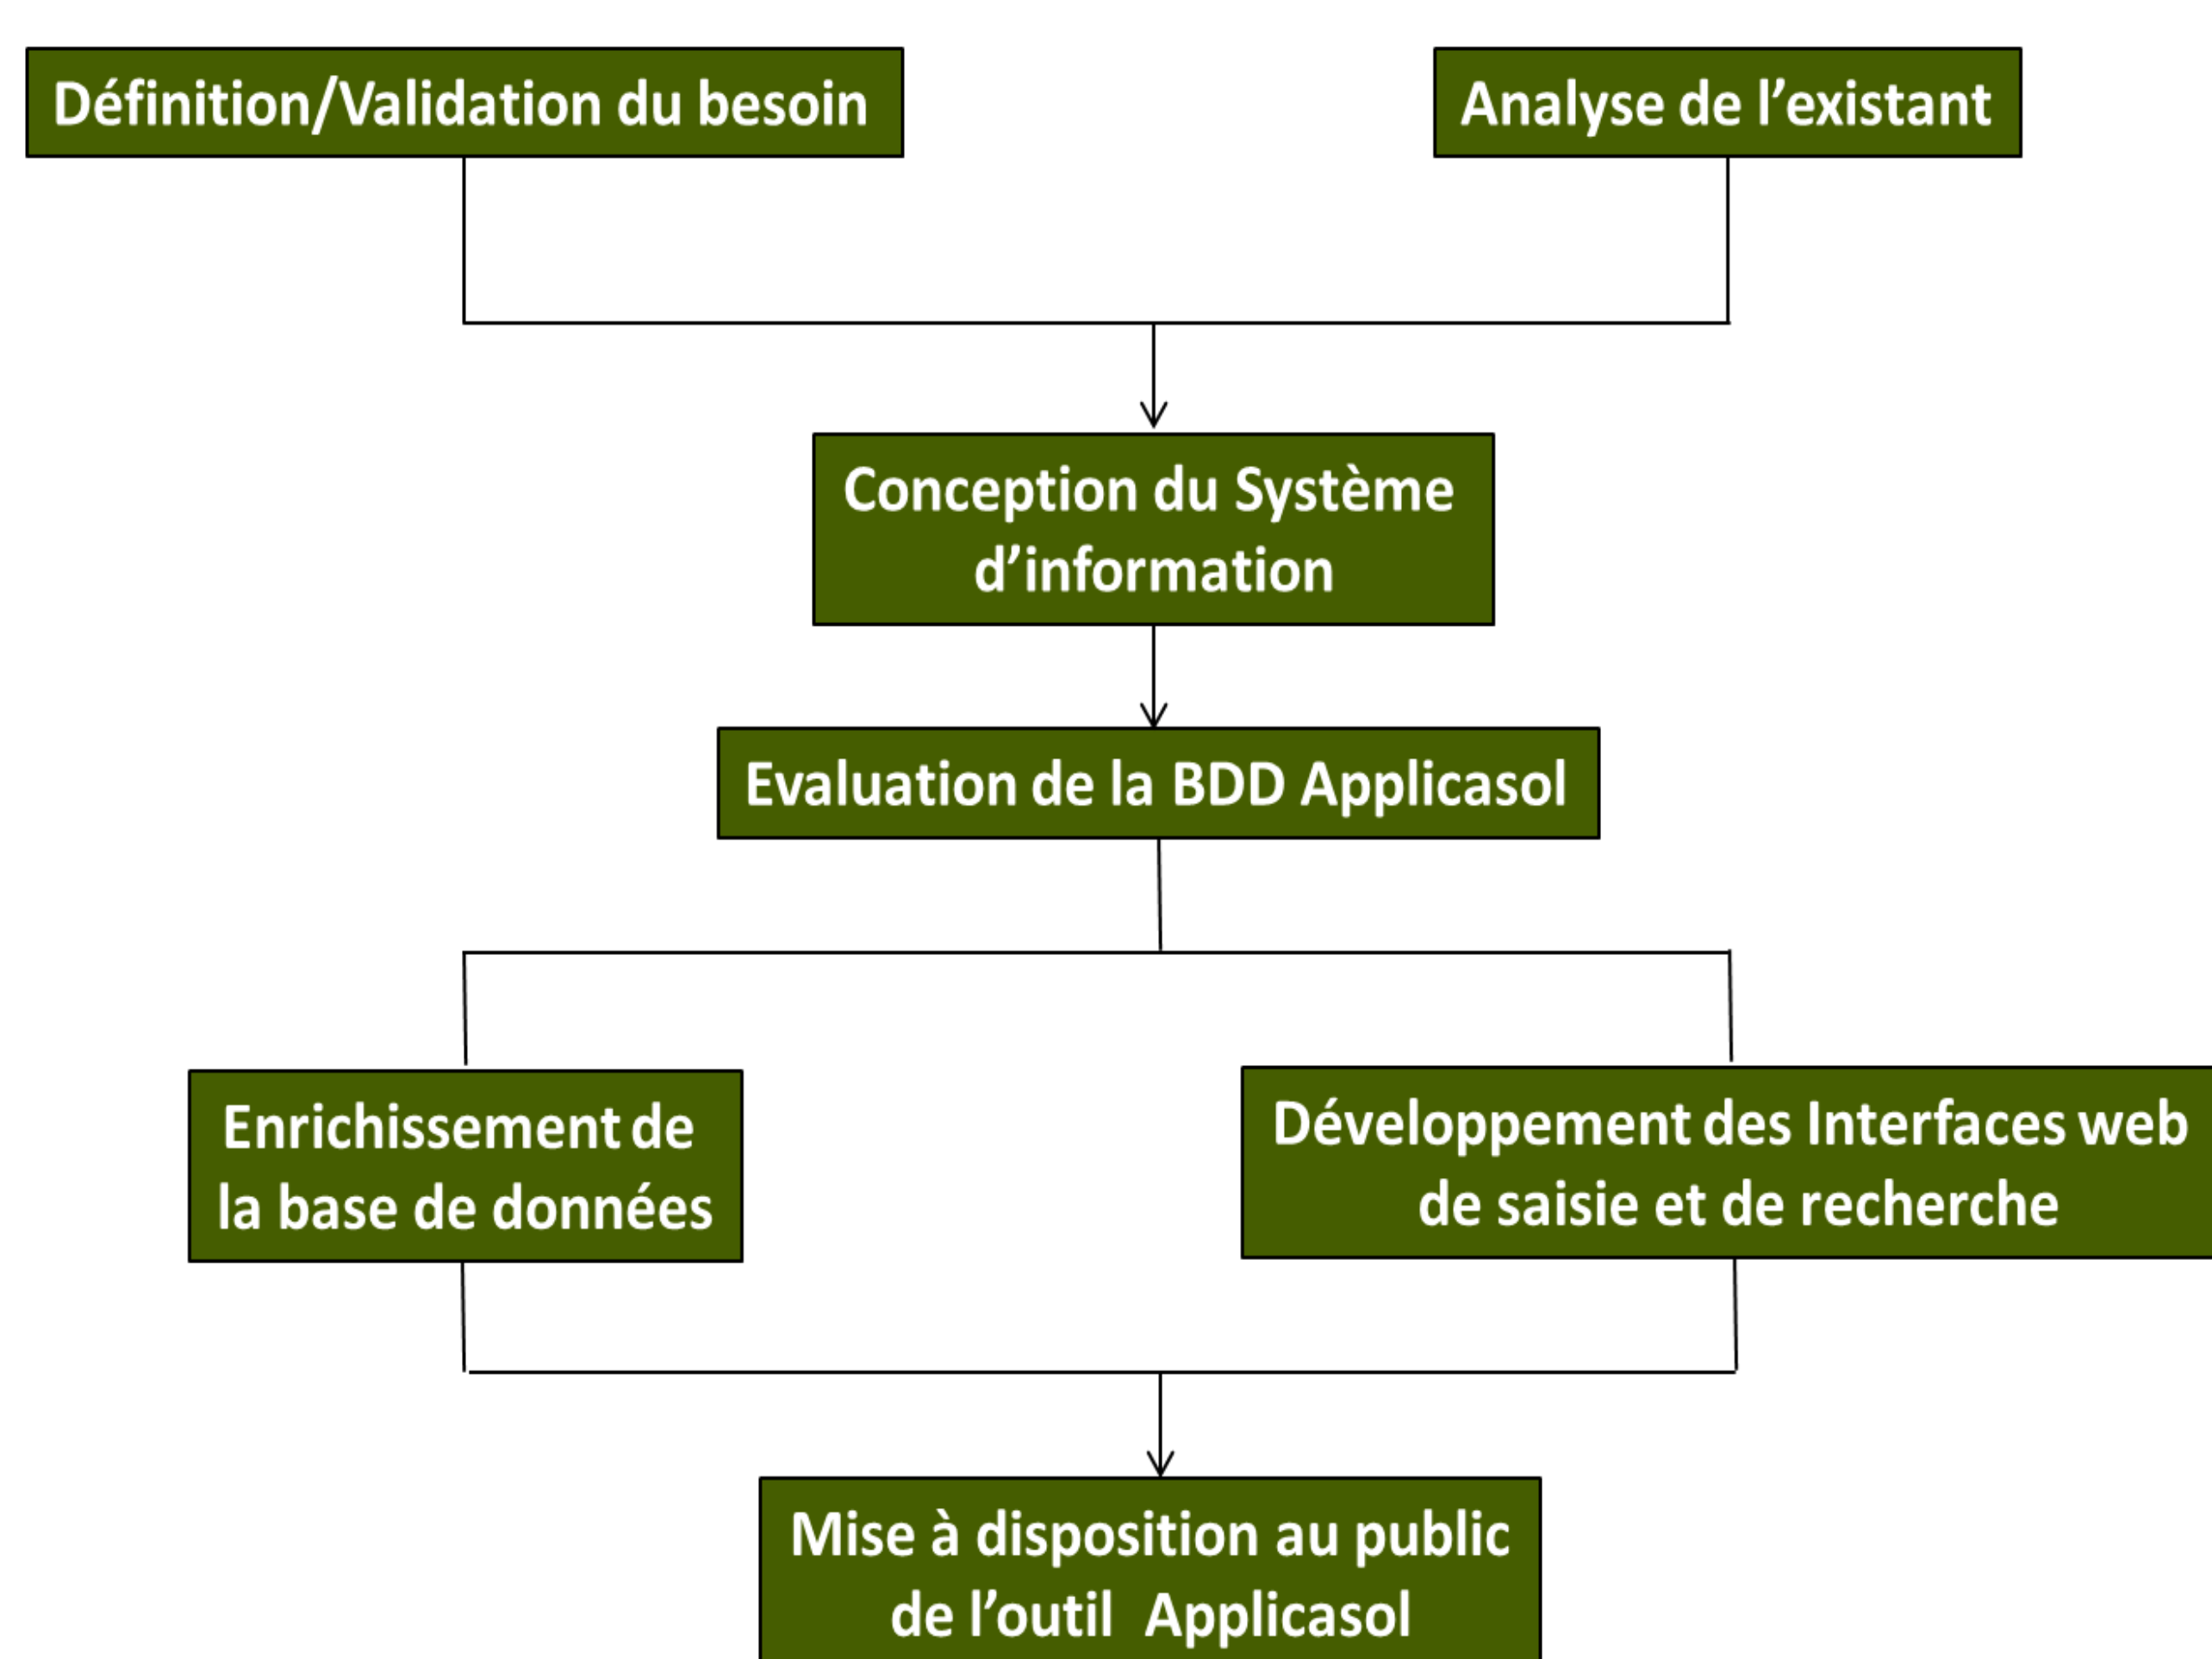 Définition/Validation du besoin
Analyse de l’existant
Conception du Système
d’information
Evaluation de la BDD Applicasol
Enrichissement de
la base de données
Développement des Interfaces web
de saisie et de recherche
Mise à disposition au public
de l’outil Applicasol